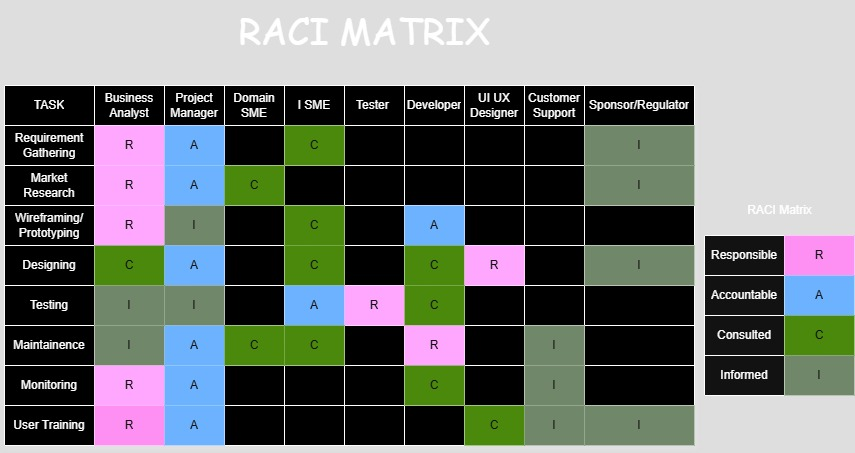 RACI MATRIX
TASK Business Analyst Project Manager Domain SME I SME Tester Developer UI UX Designer Customer Support Sponsor/Regulator
Requirement Gathering R A C I
Market Research R A C I
Wireframing/ Prototyping R I C A
Designing C A C C R I
Testing I I A R C
Maintainence I A C C R I
Monitoring R A C I
User Training R A C I I
RACI Matrix
Responsible R
Accountable A
Consulted C
Informed I